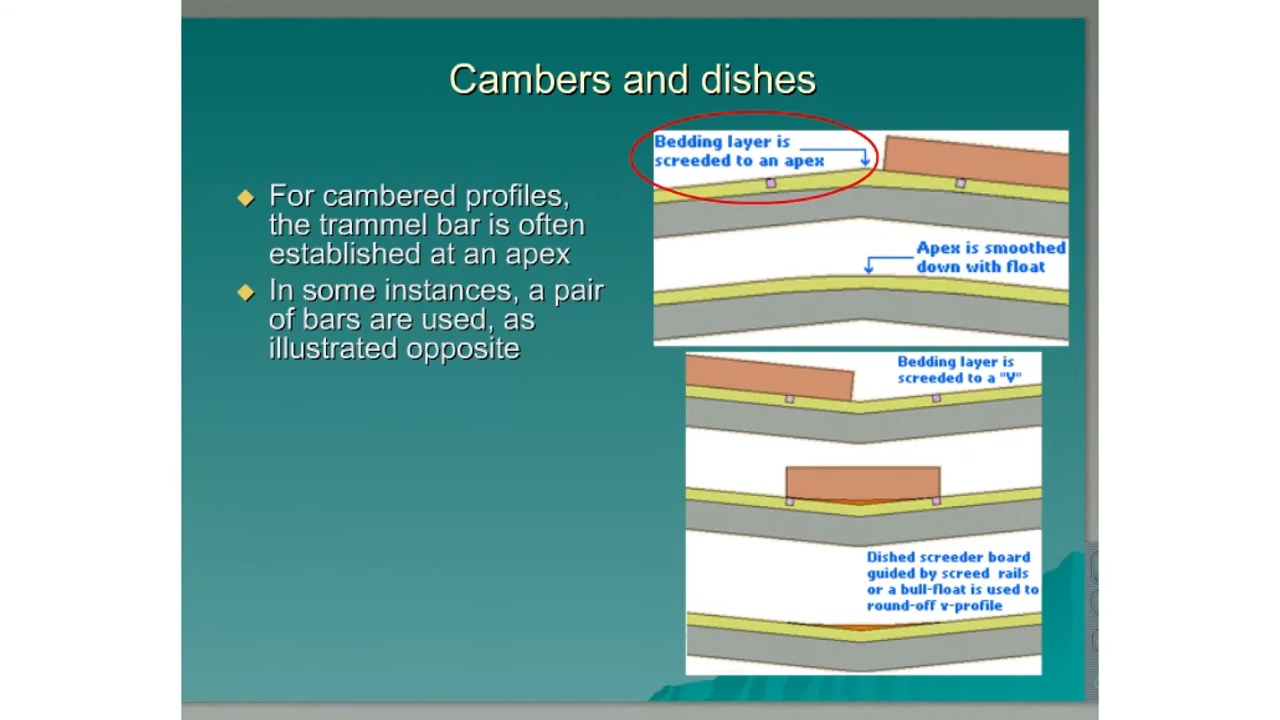 Cambers and dishes
For cambered profiles,
the trammel bar is often
established at an apex
In some instances, a pair
of bars are used, as
illustrated opposite
Bedding layer is
screeded to an apex
Apex is smoothed
down with float
Bedding layer is
screeded to a "V"
Dished screeder board
guided by screed rails
or a bull-float is used to
round-off v-profile